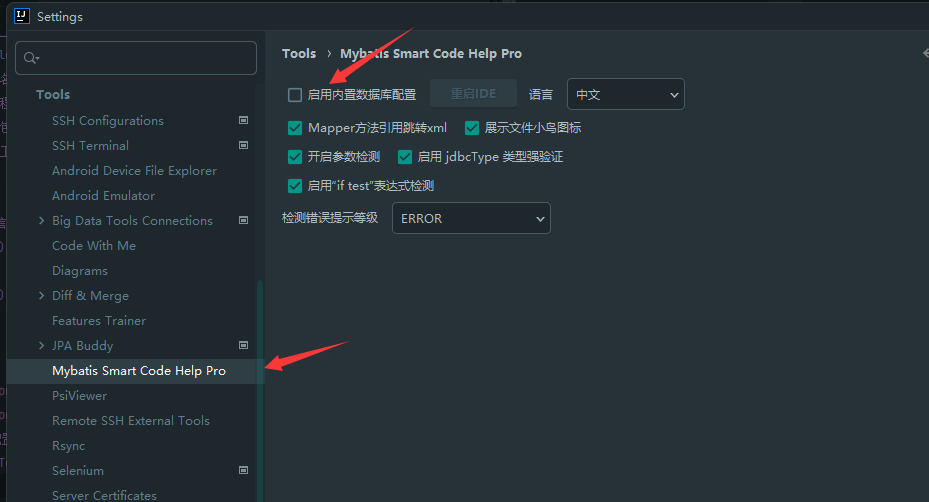 Settings
Tools › Mybatis Smart Code Help Pro
启用内置数据库配置 重启IDE 语言 中文
Mapper方法引用跳转xml 展示文件小鸟图标
开启参数检测 启用 jdbcType 类型强验证
启用"if test"表达式检测
检测错误提示等级 ERROR
Tools
SSH Configurations
SSH Terminal
Android Device File Explorer
Android Emulator
Big Data Tools Connections
Code With Me
Diagrams
Diff & Merge
Features Trainer
JPA Buddy
Mybatis Smart Code Help Pro
PsiViewer
Remote SSH External Tools
Rsync
Selenium
Server Certificates